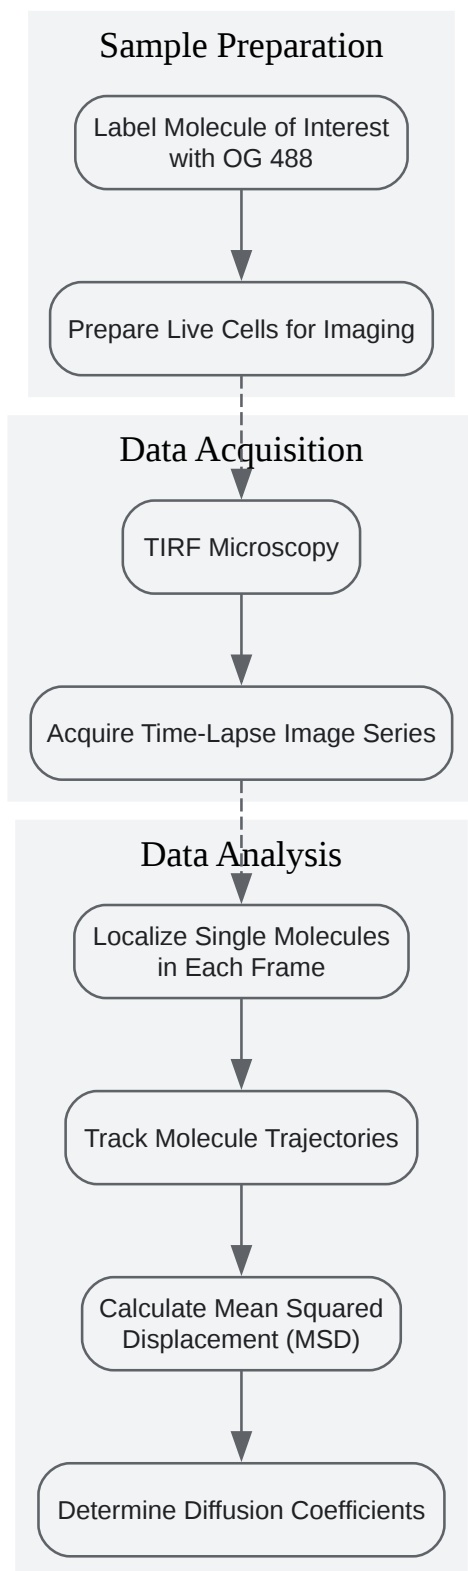 Sample Preparation
Label Molecule of Interest
with OG 488
Prepare Live Cells for Imaging
Data Acquisition
TIRF Microscopy
Acquire Time-Lapse Image Series
Data Analysis
Localize Single Molecules
in Each Frame
Track Molecule Trajectories
Calculate Mean Squared
Displacement (MSD)
Determine Diffusion Coefficients